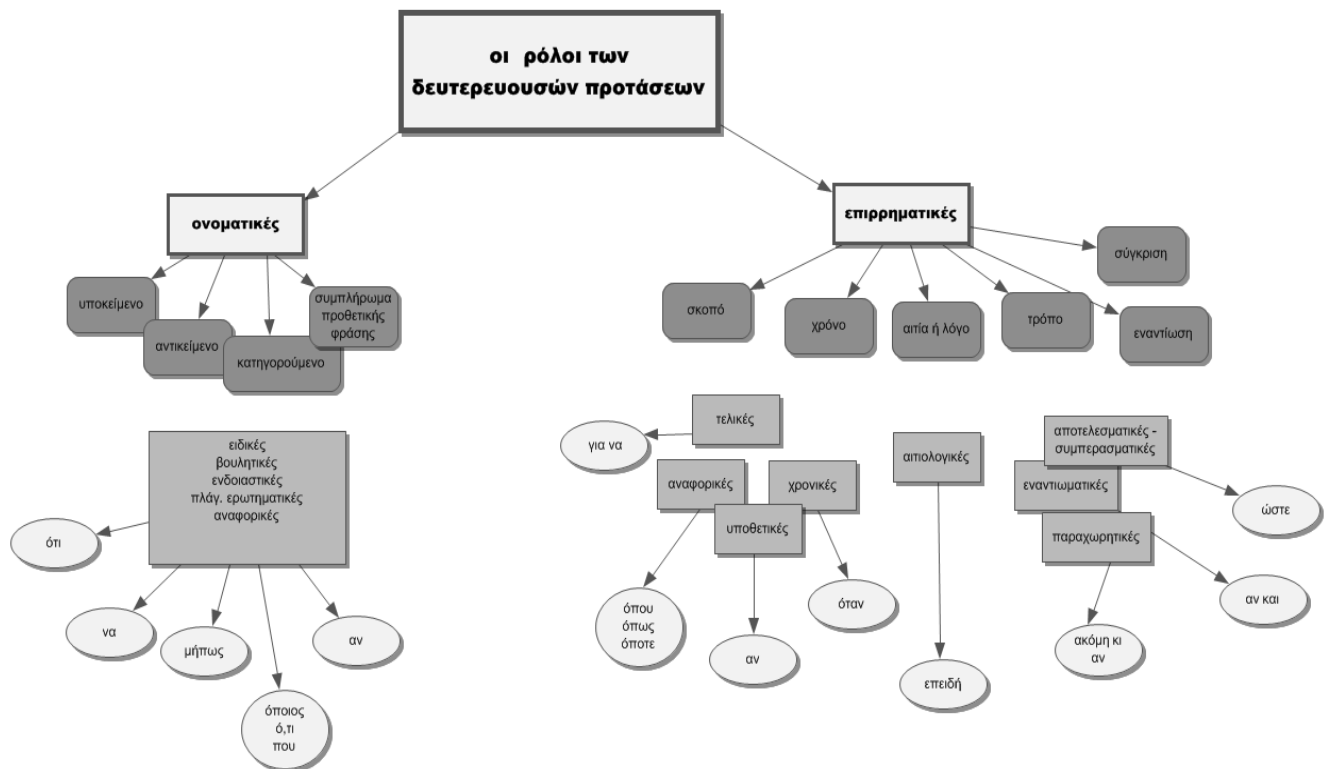 οι ρόλοι των
δευτερευουσών προτάσεων
ονοματικές
επιρρηματικές
σύγκριση
υποκείμενο
αντικείμενο
κατηγορούμενο
συμπλήρωμα
προθετικής
φράσης
σκοπό
χρόνο
αιτία ή λόγο
τρόπο
εναντίωση
ειδικές
βουλητικές
ενδοιαστικές
πλάγ. ερωτηματικές
αναφορικές
ότι
να
μήπως
όποιος
ό,τι
που
αν
τελικές
για να
αναφορικές
χρονικές
υποθετικές
όπου
όπως
όποτε
αν
όταν
αιτιολογικές
επειδή
αποτελεσματικές -
συμπερασματικές
εναντιωματικές
παραχωρητικές
ώστε
αν και
ακόμη κι
αν